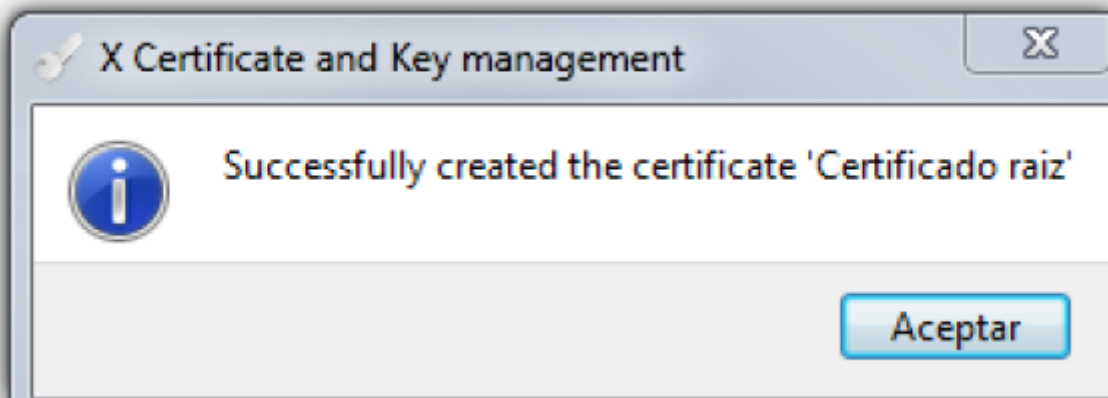 X Certificate and Key management
Successfully created the certificate 'Certificado raiz'
Aceptar